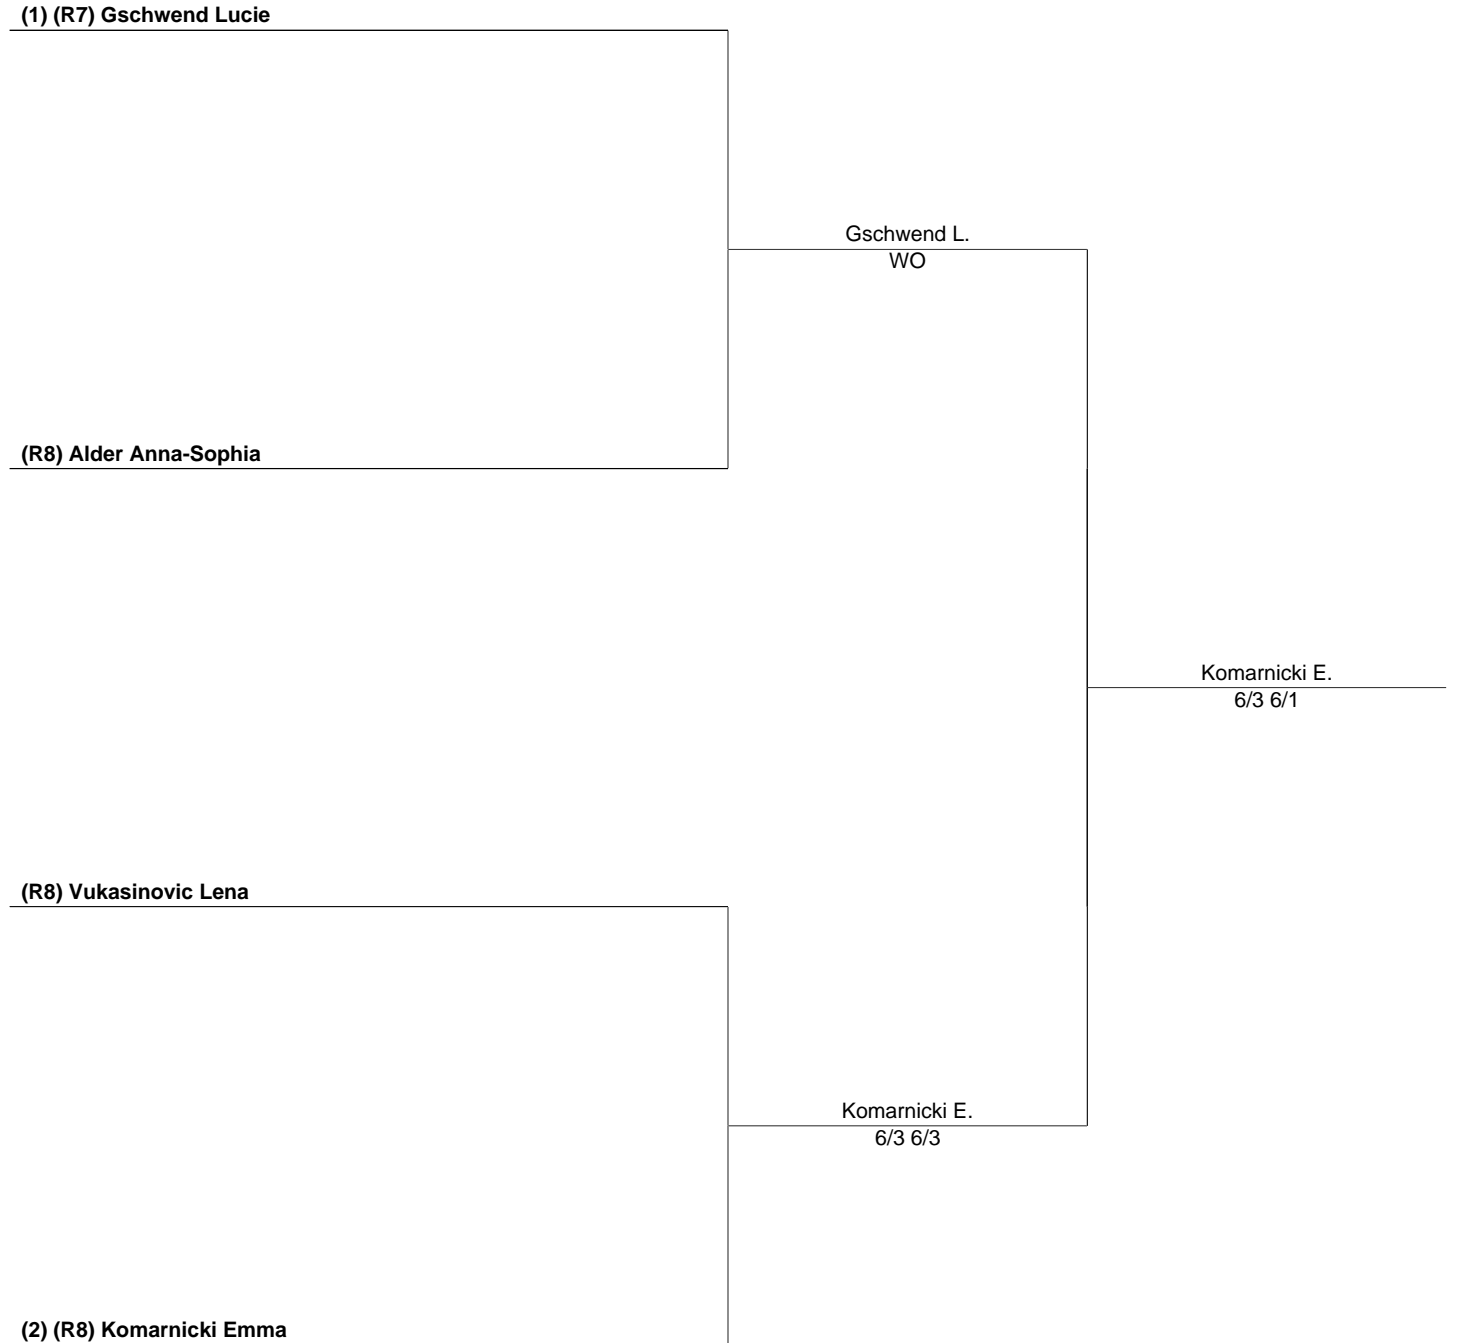 (1) (R7) Gschwend Lucie
Gschwend L.
WO
(R8) Alder Anna-Sophia
Komarnicki E.
6/3 6/1
(R8) Vukasinovic Lena
Komarnicki E.
6/3 6/3
(2) (R8) Komarnicki Emma